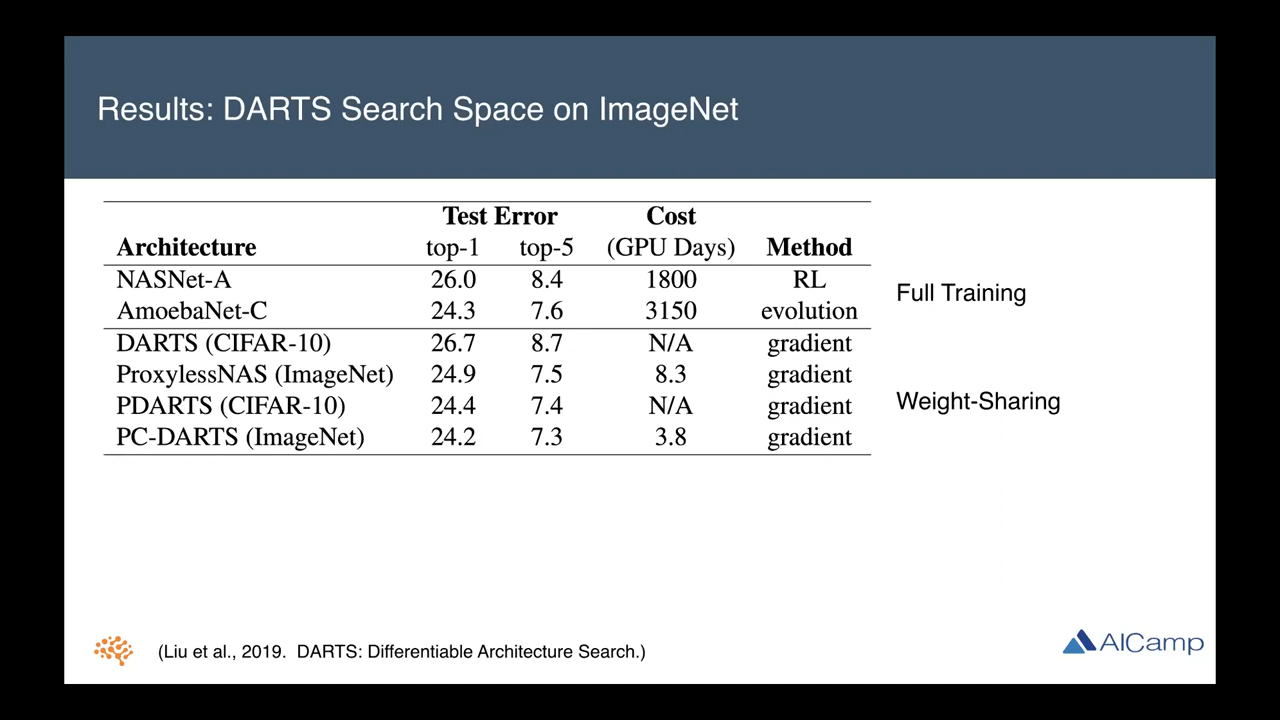 Results: DARTS Search Space on ImageNet
Test Error Cost
Architecture top-1 top-5 (GPU Days) Method
NASNet-A 26.0 8.4 1800 RL
AmoebaNet-C 24.3 7.6 3150 evolution
Full Training
DARTS (CIFAR-10) 26.7 8.7 N/A gradient
ProxylessNAS (ImageNet) 24.9 7.5 8.3 gradient
PDARTS (CIFAR-10) 24.4 7.4 N/A gradient
PC-DARTS (ImageNet) 24.2 7.3 3.8 gradient
Weight-Sharing
(Liu et al., 2019. DARTS: Differentiable Architecture Search.)
AICamp